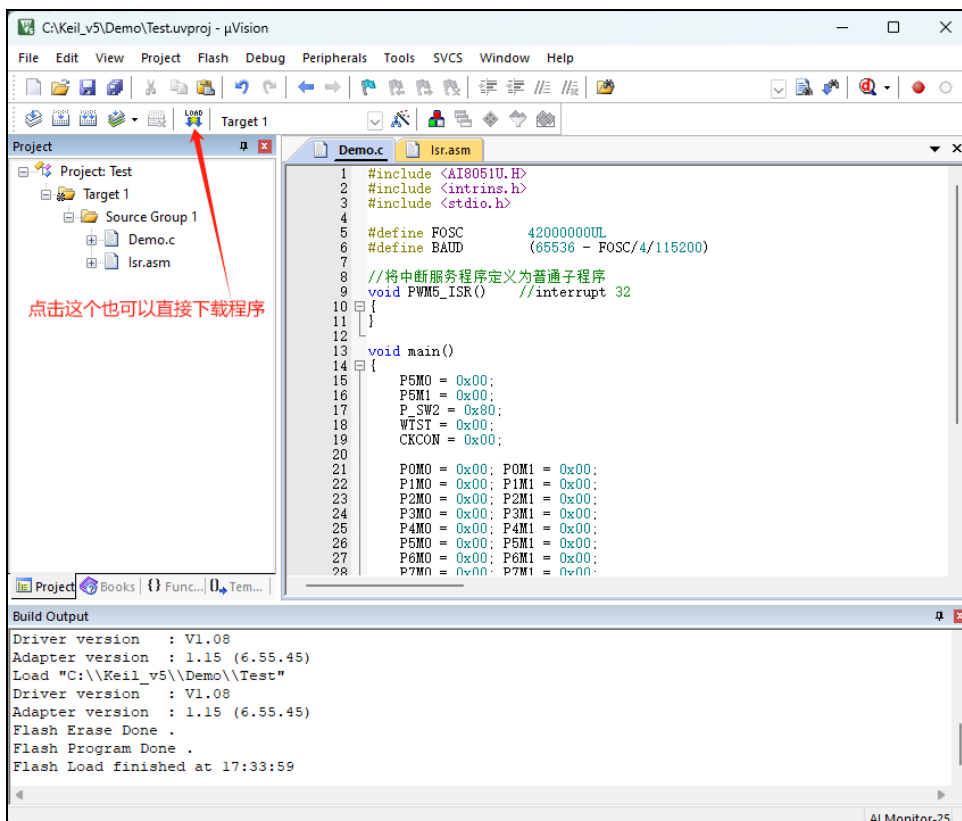 C:\Keil_v5\Demo\Test.uvproj - µVision
File Edit View Project Flash Debug Peripherals Tools SVCS Window Help
LOAD Target 1
Project
Demo.c Isr.asm
Project: Test
Target 1
Source Group 1
Demo.c
Isr.asm
点击这个也可以直接下载程序
1 #include <AI8051U.H>
2 #include <intrins.h>
3 #include <stdio.h>
4
5 #define FOSC 42000000UL
6 #define BAUD (65536 - FOSC/4/115200)
7
8 //将中断服务程序定义为普通子程序
9 void PWM5_ISR() //interrupt 32
10 {
11 }
12
13 void main()
14 {
15 P5M0 = 0x00;
16 P5M1 = 0x00;
17 P_SW2 = 0x80;
18 WTST = 0x00;
19 CKCON = 0x00;
20
21 P0M0 = 0x00; P0M1 = 0x00;
22 P1M0 = 0x00; P1M1 = 0x00;
23 P2M0 = 0x00; P2M1 = 0x00;
24 P3M0 = 0x00; P3M1 = 0x00;
25 P4M0 = 0x00; P4M1 = 0x00;
26 P5M0 = 0x00; P5M1 = 0x00;
27 P6M0 = 0x00; P6M1 = 0x00;
28 P7M0 = 0x00; P7M1 = 0x00;
Project Books {} Func... Tem...
Build Output
Driver version : V1.08
Adapter version : 1.15 (6.55.45)
Load "C:\\Keil_v5\\Demo\\Test"
Driver version : V1.08
Adapter version : 1.15 (6.55.45)
Flash Erase Done .
Flash Program Done .
Flash Load finished at 17:33:59
AI Monitor-25